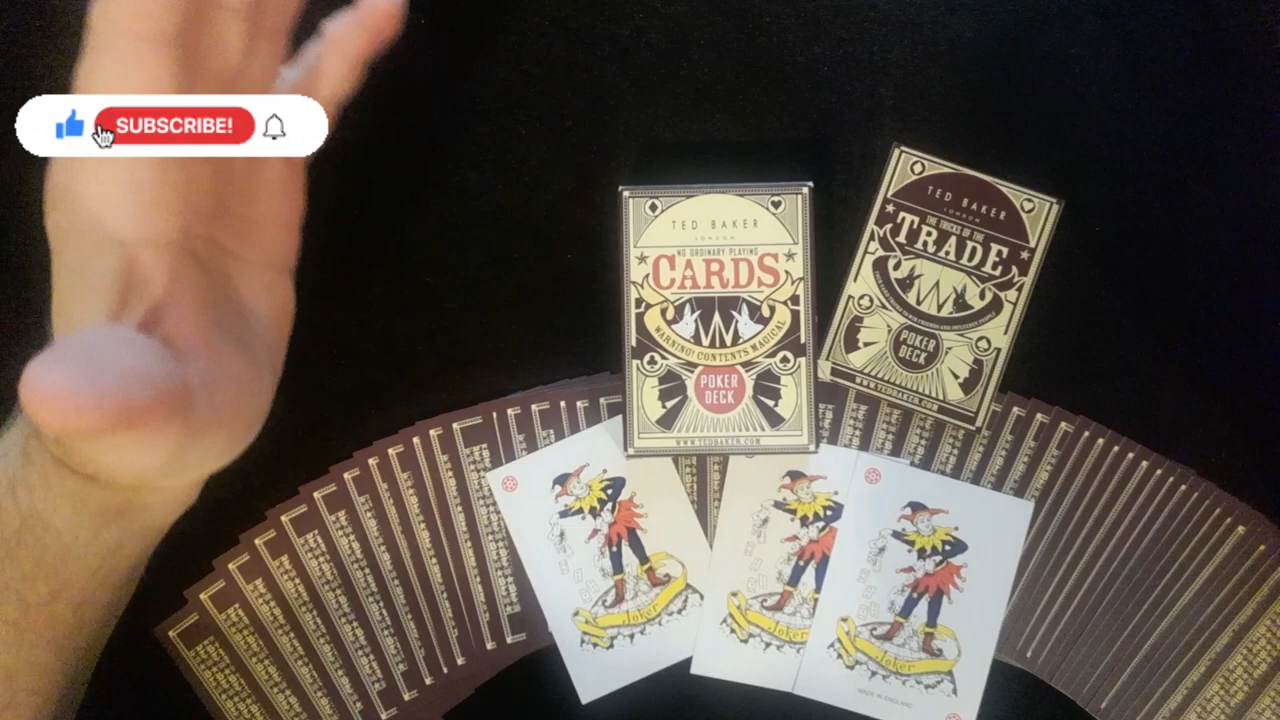 SUBSCRIBE!
TED BAKER
LONDON
NO ORDINARY PLAYING
CARDS
WARNING! CONTENTS MAGICAL
POKER
DECK
WWW.TEDBAKER.COM
TED BAKER
LONDON
THE TRICKS OF THE
TRADE
POKER
DECK
WWW.TEDBAKER.COM
Joker
Joker
Joker
MADE IN ENGLAND